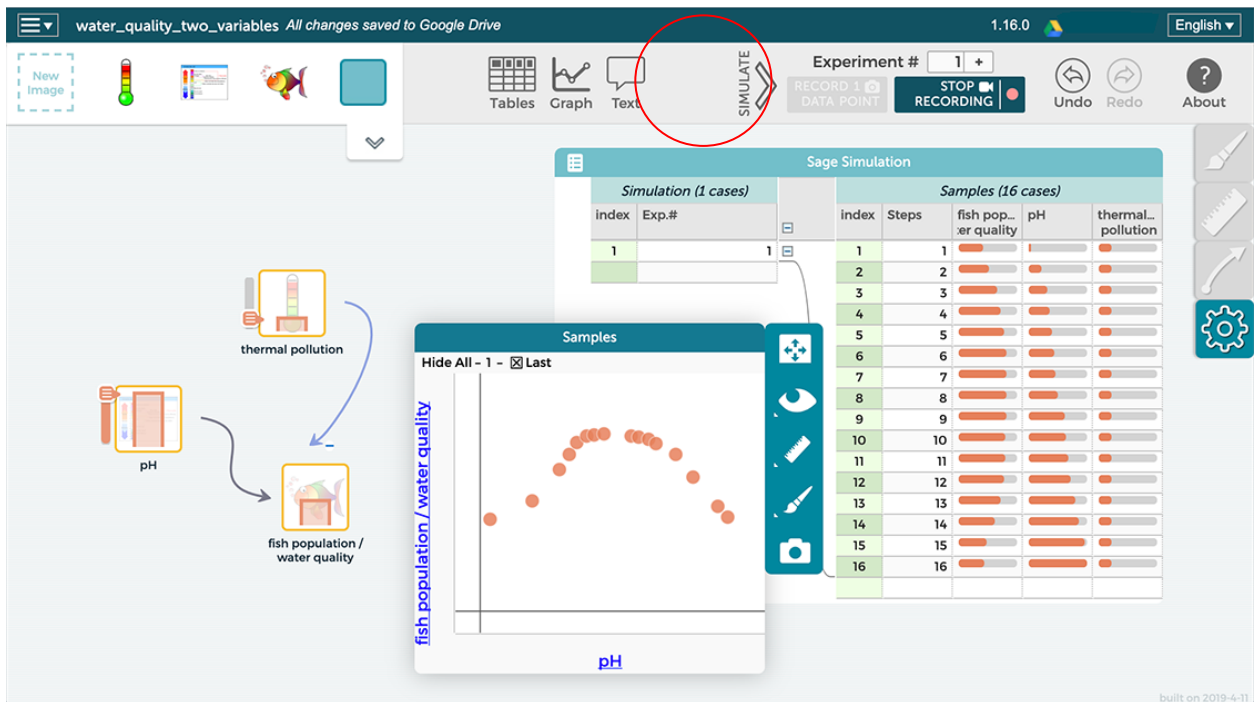 water_quality_two_variables All changes saved to Google Drive 1.16.0 English ▾
New
Image
Tables Graph Text
SIMULATE
Experiment # 1 +
RECORD 1
DATA POINT
STOP
RECORDING
Undo Redo About
Sage Simulation
Simulation (1 cases) Samples (16 cases)
index Exp.# index Steps fish pop... pH thermal...
:er quality pollution
1 1 1 1
2 2
3 3
4 4
5 5
6 6
7 7
8 8
9 9
10 10
11 11
12 12
13 13
14 14
15 15
16 16
thermal pollution
pH
fish population /
water quality
Samples
Hide All - 1 - ☒ Last
fish population / water quality
pH
built on 2019-4-11